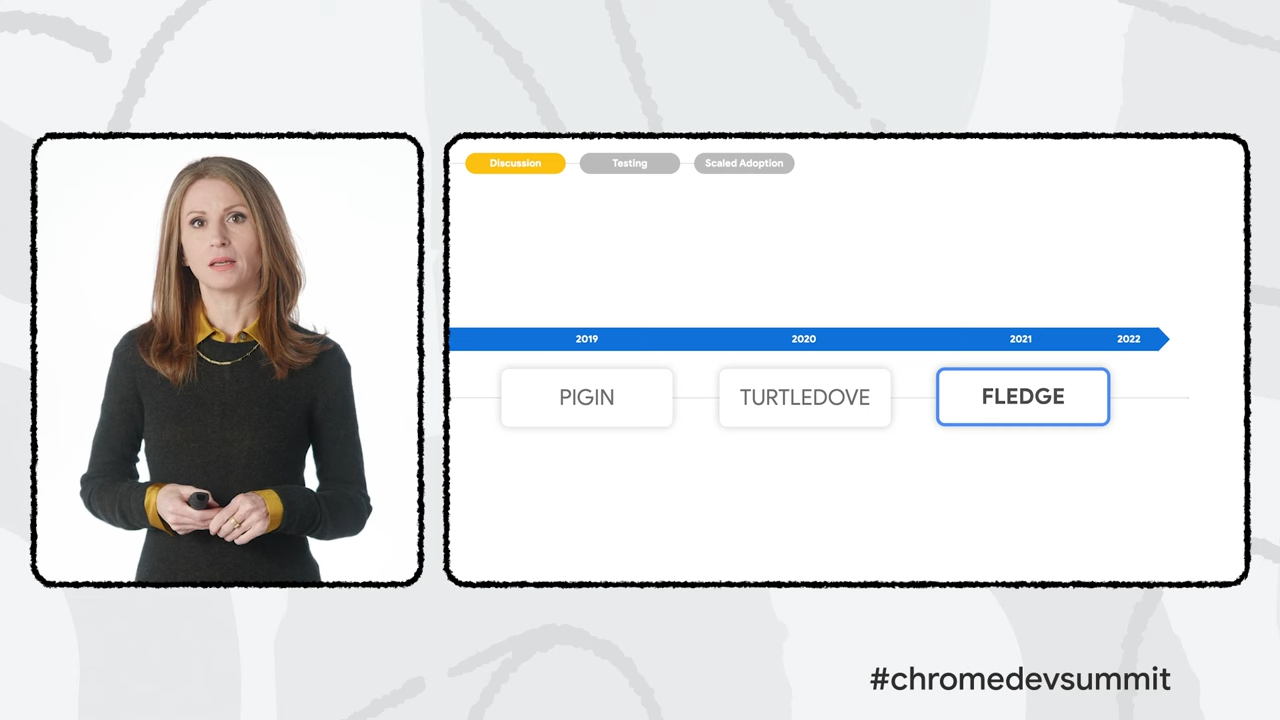 Discussion Testing Scaled Adoption
2019 2020 2021 2022
PIGIN TURTLEDOVE FLEDGE
#chromedevsummit